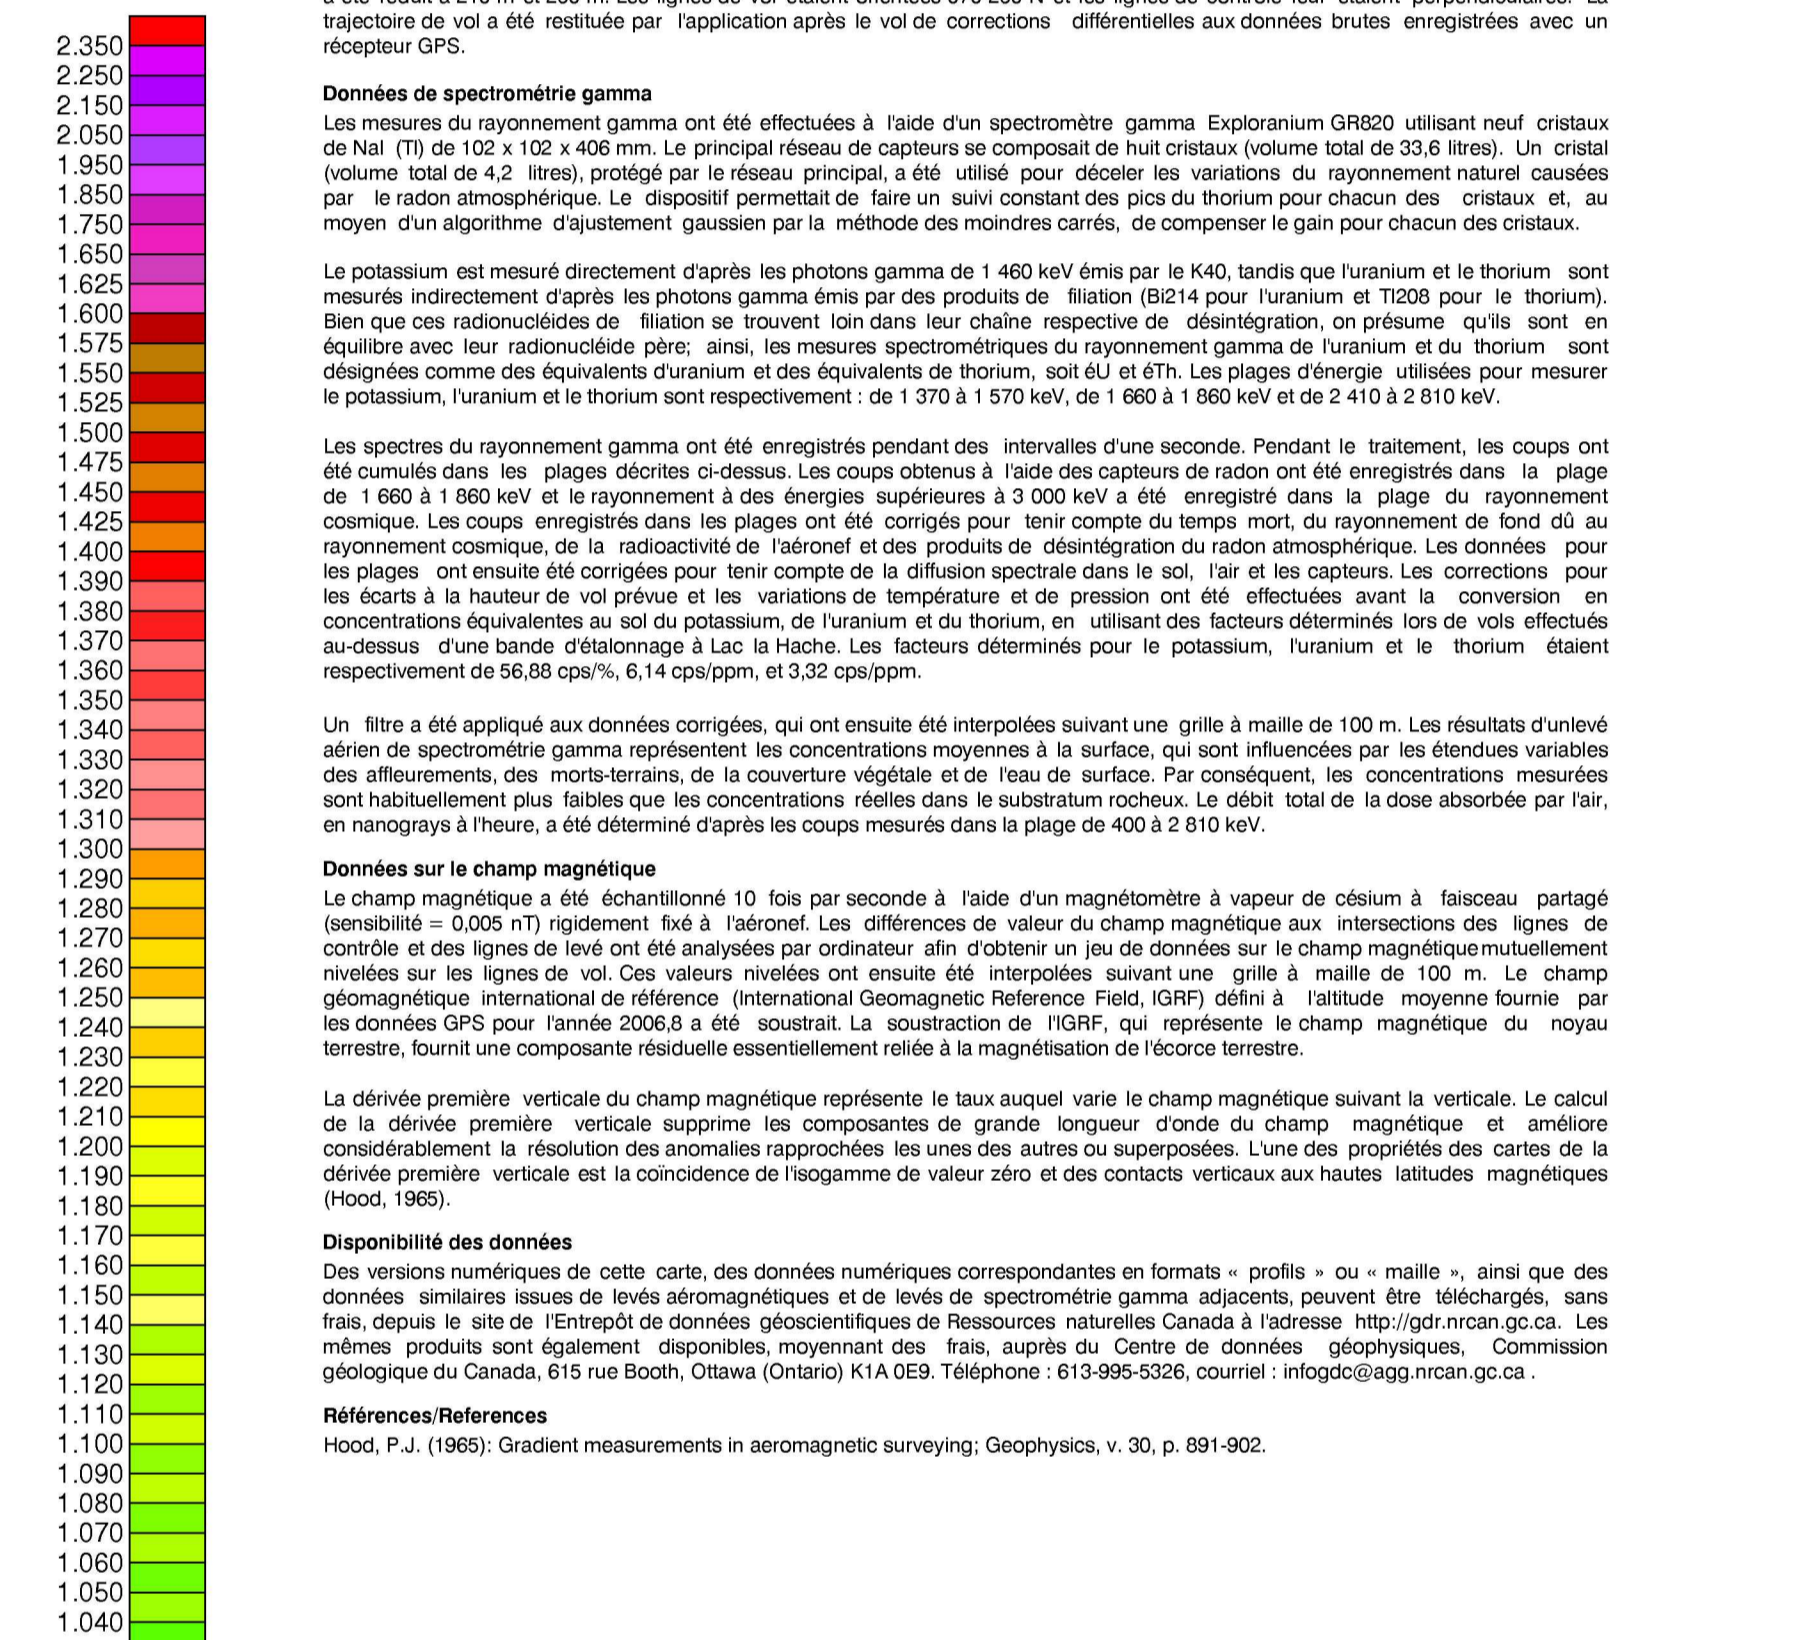 trajectoire de vol a été restituée par l'application après le vol de corrections différentielles aux données brutes enregistrées avec un
récepteur GPS.
Données de spectrométrie gamma
Les mesures du rayonnement gamma ont été effectuées à l'aide d'un spectromètre gamma Exploranium GR820 utilisant neuf cristaux
de NaI (Tl) de 102 x 102 x 406 mm. Le principal réseau de capteurs se composait de huit cristaux (volume total de 33,6 litres). Un cristal
(volume total de 4,2 litres), protégé par le réseau principal, a été utilisé pour déceler les variations du rayonnement naturel causées
par le radon atmosphérique. Le dispositif permettait de faire un suivi constant des pics du thorium pour chacun des cristaux et, au
moyen d'un algorithme d'ajustement gaussien par la méthode des moindres carrés, de compenser le gain pour chacun des cristaux.
Le potassium est mesuré directement d'après les photons gamma de 1 460 keV émis par le K40, tandis que l'uranium et le thorium sont
mesurés indirectement d'après les photons gamma émis par des produits de filiation (Bi214 pour l'uranium et Tl208 pour le thorium).
Bien que ces radionucléides de filiation se trouvent loin dans leur chaîne respective de désintégration, on présume qu'ils sont en
équilibre avec leur radionucléide père; ainsi, les mesures spectrométriques du rayonnement gamma de l'uranium et du thorium sont
désignées comme des équivalents d'uranium et des équivalents de thorium, soit éU et éTh. Les plages d'énergie utilisées pour mesurer
le potassium, l'uranium et le thorium sont respectivement : de 1 370 à 1 570 keV, de 1 660 à 1 860 keV et de 2 410 à 2 810 keV.
Les spectres du rayonnement gamma ont été enregistrés pendant des intervalles d'une seconde. Pendant le traitement, les coups ont
été cumulés dans les plages décrites ci-dessus. Les coups obtenus à l'aide des capteurs de radon ont été enregistrés dans la plage
de 1 660 à 1 860 keV et le rayonnement à des énergies supérieures à 3 000 keV a été enregistré dans la plage du rayonnement
cosmique. Les coups enregistrés dans les plages ont été corrigés pour tenir compte du temps mort, du rayonnement de fond dû au
rayonnement cosmique, de la radioactivité de l'aéronef et des produits de désintégration du radon atmosphérique. Les données pour
les plages ont ensuite été corrigées pour tenir compte de la diffusion spectrale dans le sol, l'air et les capteurs. Les corrections pour
les écarts à la hauteur de vol prévue et les variations de température et de pression ont été effectuées avant la conversion en
concentrations équivalentes au sol du potassium, de l'uranium et du thorium, en utilisant des facteurs déterminés lors de vols effectués
au-dessus d'une bande d'étalonnage à Lac la Hache. Les facteurs déterminés pour le potassium, l'uranium et le thorium étaient
respectivement de 56,88 cps/%, 6,14 cps/ppm, et 3,32 cps/ppm.
Un filtre a été appliqué aux données corrigées, qui ont ensuite été interpolées suivant une grille à maille de 100 m. Les résultats d'unlevé
aérien de spectrométrie gamma représentent les concentrations moyennes à la surface, qui sont influencées par les étendues variables
des affleurements, des morts-terrains, de la couverture végétale et de l'eau de surface. Par conséquent, les concentrations mesurées
sont habituellement plus faibles que les concentrations réelles dans le substratum rocheux. Le débit total de la dose absorbée par l'air,
en nanograys à l'heure, a été déterminé d'après les coups mesurés dans la plage de 400 à 2 810 keV.
Données sur le champ magnétique
Le champ magnétique a été échantillonné 10 fois par seconde à l'aide d'un magnétomètre à vapeur de césium à faisceau partagé
(sensibilité = 0,005 nT) rigidement fixé à l'aéronef. Les différences de valeur du champ magnétique aux intersections des lignes de
contrôle et des lignes de levé ont été analysées par ordinateur afin d'obtenir un jeu de données sur le champ magnétique mutuellement
nivelées sur les lignes de vol. Ces valeurs nivelées ont ensuite été interpolées suivant une grille à maille de 100 m. Le champ
géomagnétique international de référence (International Geomagnetic Reference Field, IGRF) défini à l'altitude moyenne fournie par
les données GPS pour l'année 2006,8 a été soustrait. La soustraction de l'IGRF, qui représente le champ magnétique du noyau
terrestre, fournit une composante résiduelle essentiellement reliée à la magnétisation de l'écorce terrestre.
La dérivée première verticale du champ magnétique représente le taux auquel varie le champ magnétique suivant la verticale. Le calcul
de la dérivée première verticale supprime les composantes de grande longueur d'onde du champ magnétique et améliore
considérablement la résolution des anomalies rapprochées les unes des autres ou superposées. L'une des propriétés des cartes de la
dérivée première verticale est la coïncidence de l'isogamme de valeur zéro et des contacts verticaux aux hautes latitudes magnétiques
(Hood, 1965).
Disponibilité des données
Des versions numériques de cette carte, des données numériques correspondantes en formats « profils » ou « maille », ainsi que des
données similaires issues de levés aéromagnétiques et de levés de spectrométrie gamma adjacents, peuvent être téléchargés, sans
frais, depuis le site de l'Entrepôt de données géoscientifiques de Ressources naturelles Canada à l'adresse http://gdr.nrcan.gc.ca. Les
mêmes produits sont également disponibles, moyennant des frais, auprès du Centre de données géophysiques, Commission
géologique du Canada, 615 rue Booth, Ottawa (Ontario) K1A 0E9. Téléphone : 613-995-5326, courriel : infogdc@agg.nrcan.gc.ca .
Références/References
Hood, P.J. (1965): Gradient measurements in aeromagnetic surveying; Geophysics, v. 30, p. 891-902.
2.350
2.250
2.150
2.050
1.950
1.850
1.750
1.650
1.625
1.600
1.575
1.550
1.525
1.500
1.475
1.450
1.425
1.400
1.390
1.380
1.370
1.360
1.350
1.340
1.330
1.320
1.310
1.300
1.290
1.280
1.270
1.260
1.250
1.240
1.230
1.220
1.210
1.200
1.190
1.180
1.170
1.160
1.150
1.140
1.130
1.120
1.110
1.100
1.090
1.080
1.070
1.060
1.050
1.040